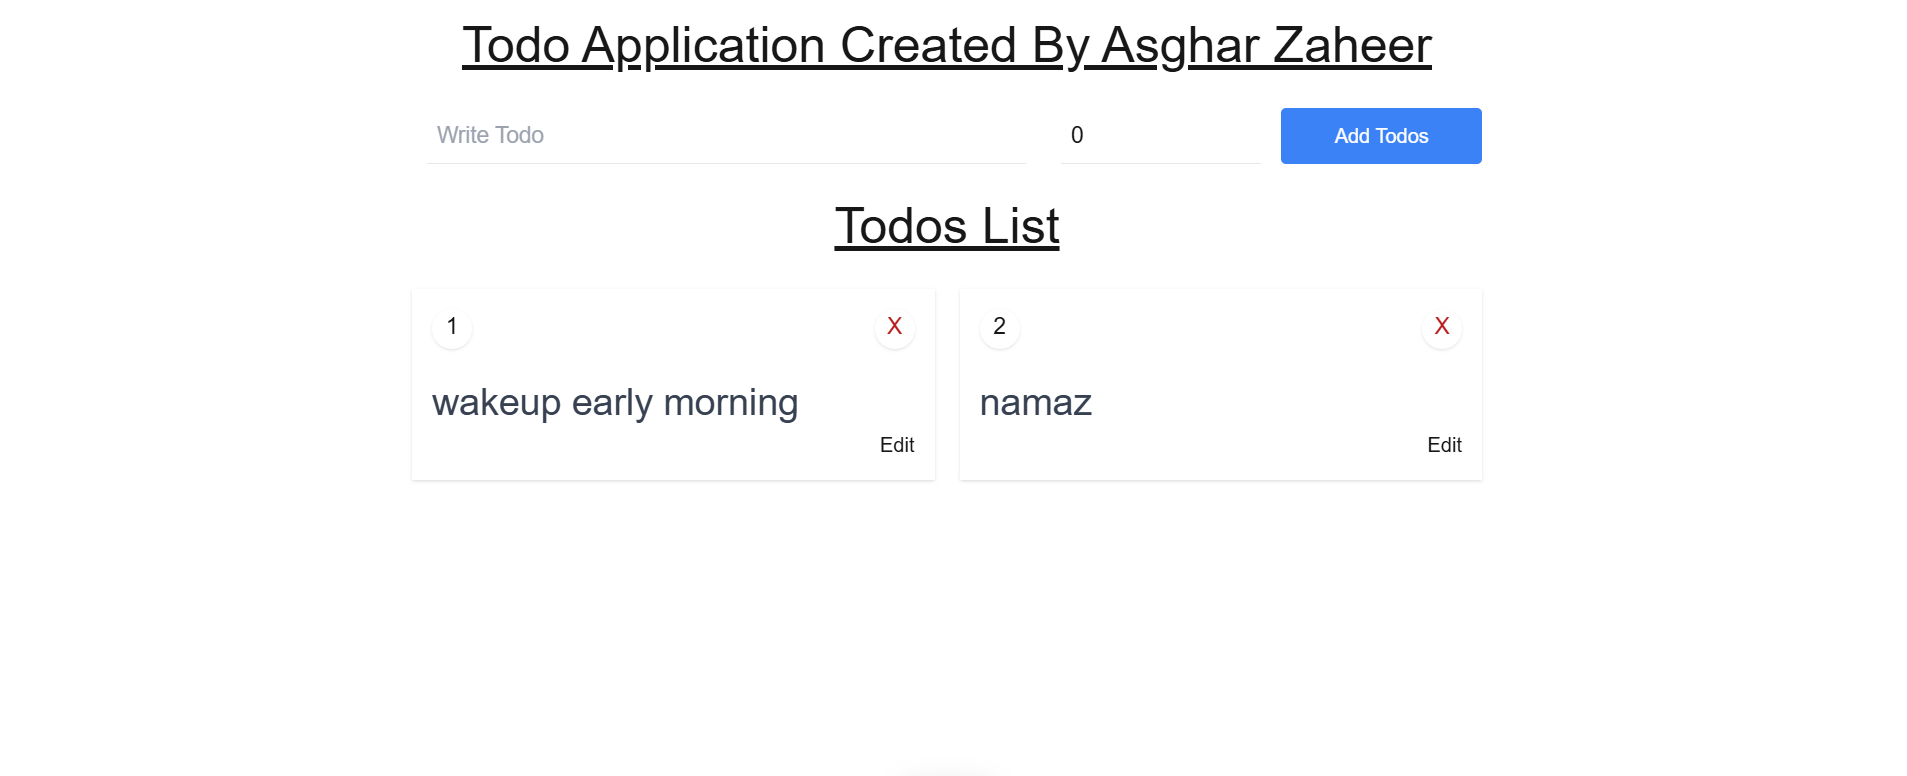 Todo Application Created By Asghar Zaheer
Write Todo
0
Add Todos
Todos List
1
X
wakeup early morning
Edit
2
X
namaz
Edit